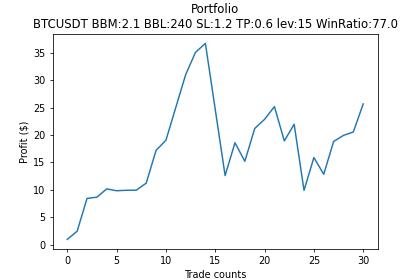 Portfolio
BTCUSDT BBM:2.1 BBL:240 SL:1.2 TP:0.6 lev:15 WinRatio:77.0
35
30
25
20
15
10
5
0
Profit ($)
0 5 10 15 20 25 30
Trade counts